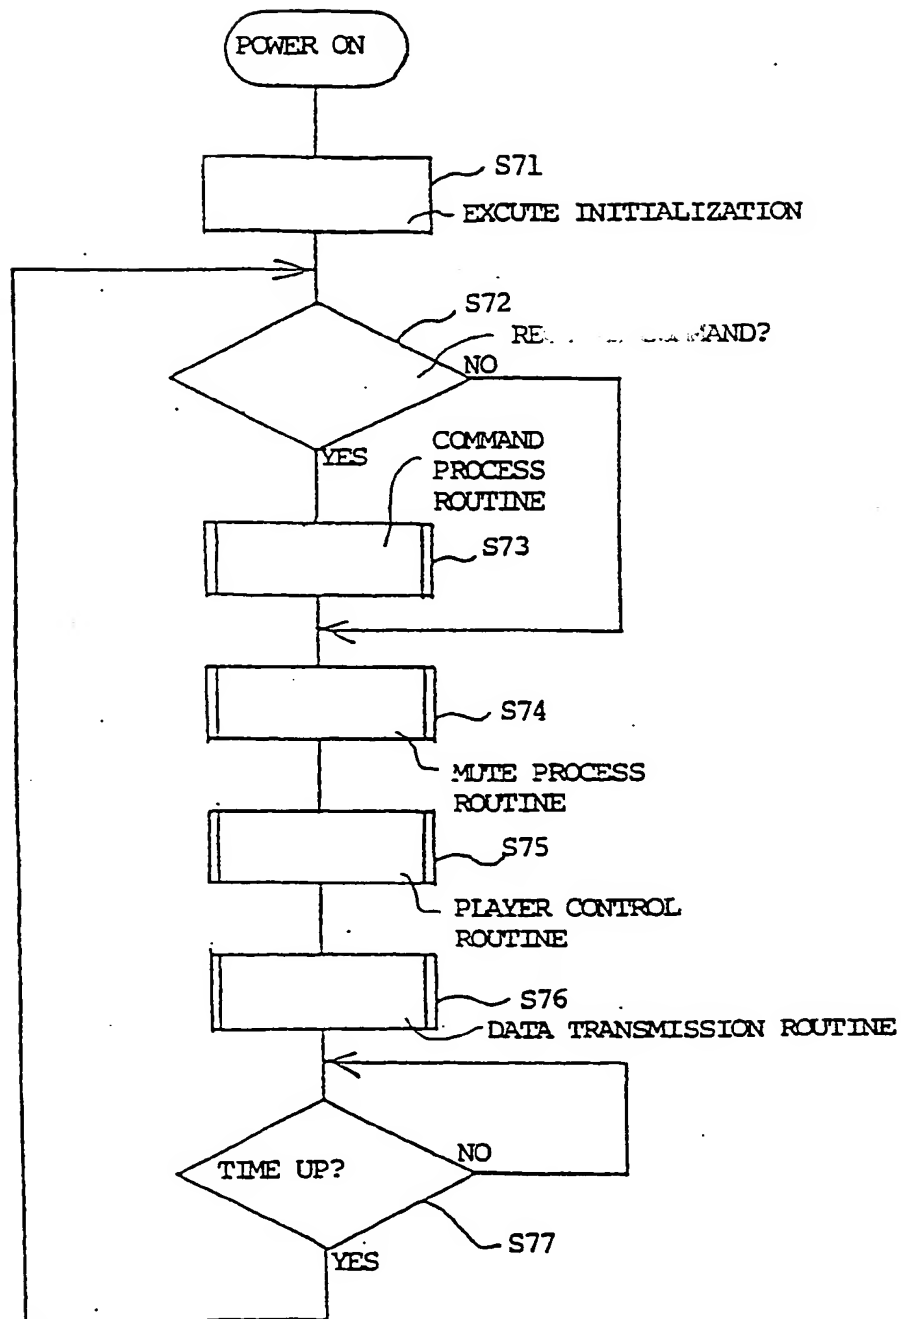 POWER ON
S71
EXCUTE INITIALIZATION
S72
NO
YES
COMMAND
PROCESS
ROUTINE
S73
S74
MUTE PROCESS
ROUTINE
S75
PLAYER CONTROL
ROUTINE
S76
DATA TRANSMISSION ROUTINE
TIME UP?
NO
S77
YES